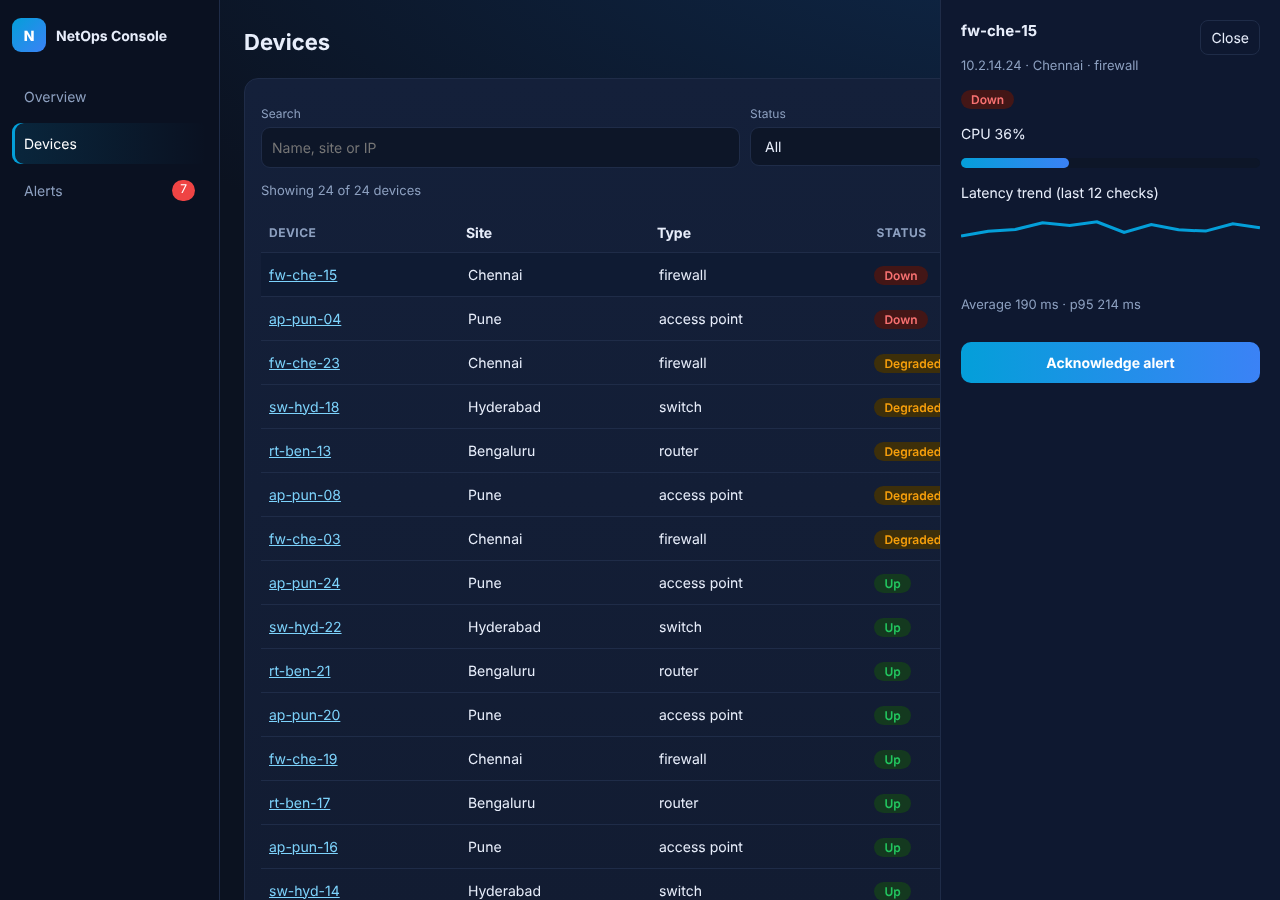 N NetOps Console
Overview
Devices
Alerts 7
Devices
Search
Name, site or IP
Status
All
Showing 24 of 24 devices
DEVICE Site Type STATUS
fw-che-15 Chennai firewall Down
ap-pun-04 Pune access point Down
fw-che-23 Chennai firewall Degraded
sw-hyd-18 Hyderabad switch Degraded
rt-ben-13 Bengaluru router Degraded
ap-pun-08 Pune access point Degraded
fw-che-03 Chennai firewall Degraded
ap-pun-24 Pune access point Up
sw-hyd-22 Hyderabad switch Up
rt-ben-21 Bengaluru router Up
ap-pun-20 Pune access point Up
fw-che-19 Chennai firewall Up
rt-ben-17 Bengaluru router Up
ap-pun-16 Pune access point Up
sw-hyd-14 Hyderabad switch Up
fw-che-15
Close
10.2.14.24 · Chennai · firewall
Down
CPU 36%
Latency trend (last 12 checks)
Average 190 ms · p95 214 ms
Acknowledge alert